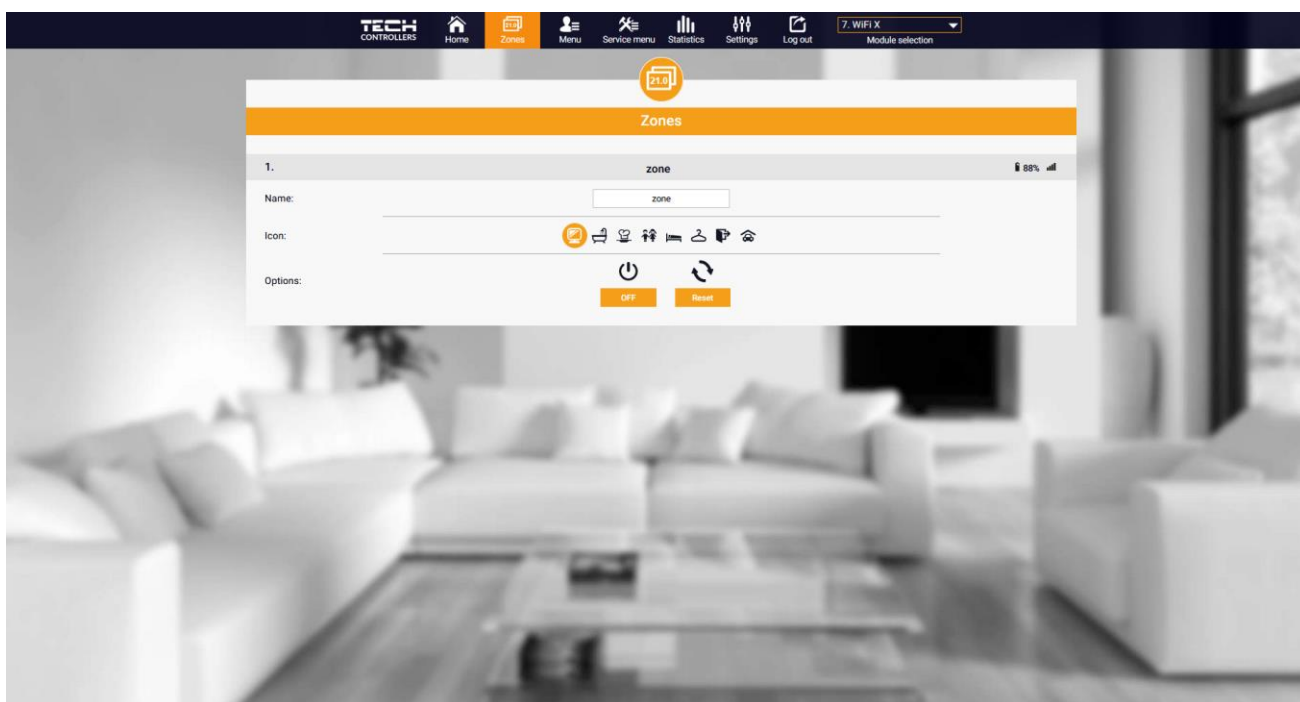 TECH
CONTROLLERS
Home
Zones
Menu
Service menu
Statistics
Settings
Log out
7. WiFi X
Module selection
21.0
Zones
1. zone 88%
Name: zone
Icon:
Options:
OFF Reset